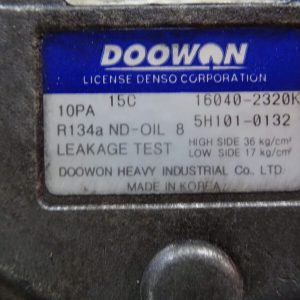 DOOWON
LICENSE DENSO CORPORATION
10PA 15C 16040-2320K
R134a ND-OIL 8 5H101-0132
LEAKAGE TEST HIGH SIDE 36 kg/cm²
LOW SIDE 17 kg/cm²
DOOWON HEAVY INDUSTRIAL Co., LTD.
MADE IN KOREA